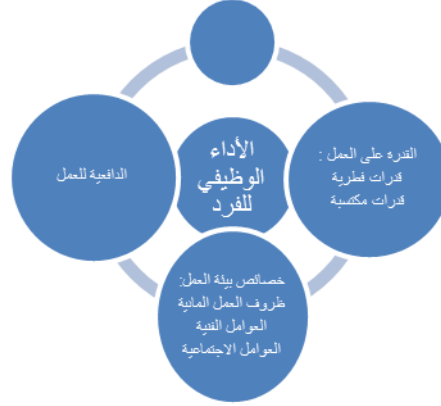 الأداء
الوظيفي
للفرد
القدرة على العمل :
قدرات فطرية
قدرات مكتسبة
خصائص بيئة العمل:
ظروف العمل المادية
العوامل الفنية
العوامل الاجتماعية
الدافعية للعمل